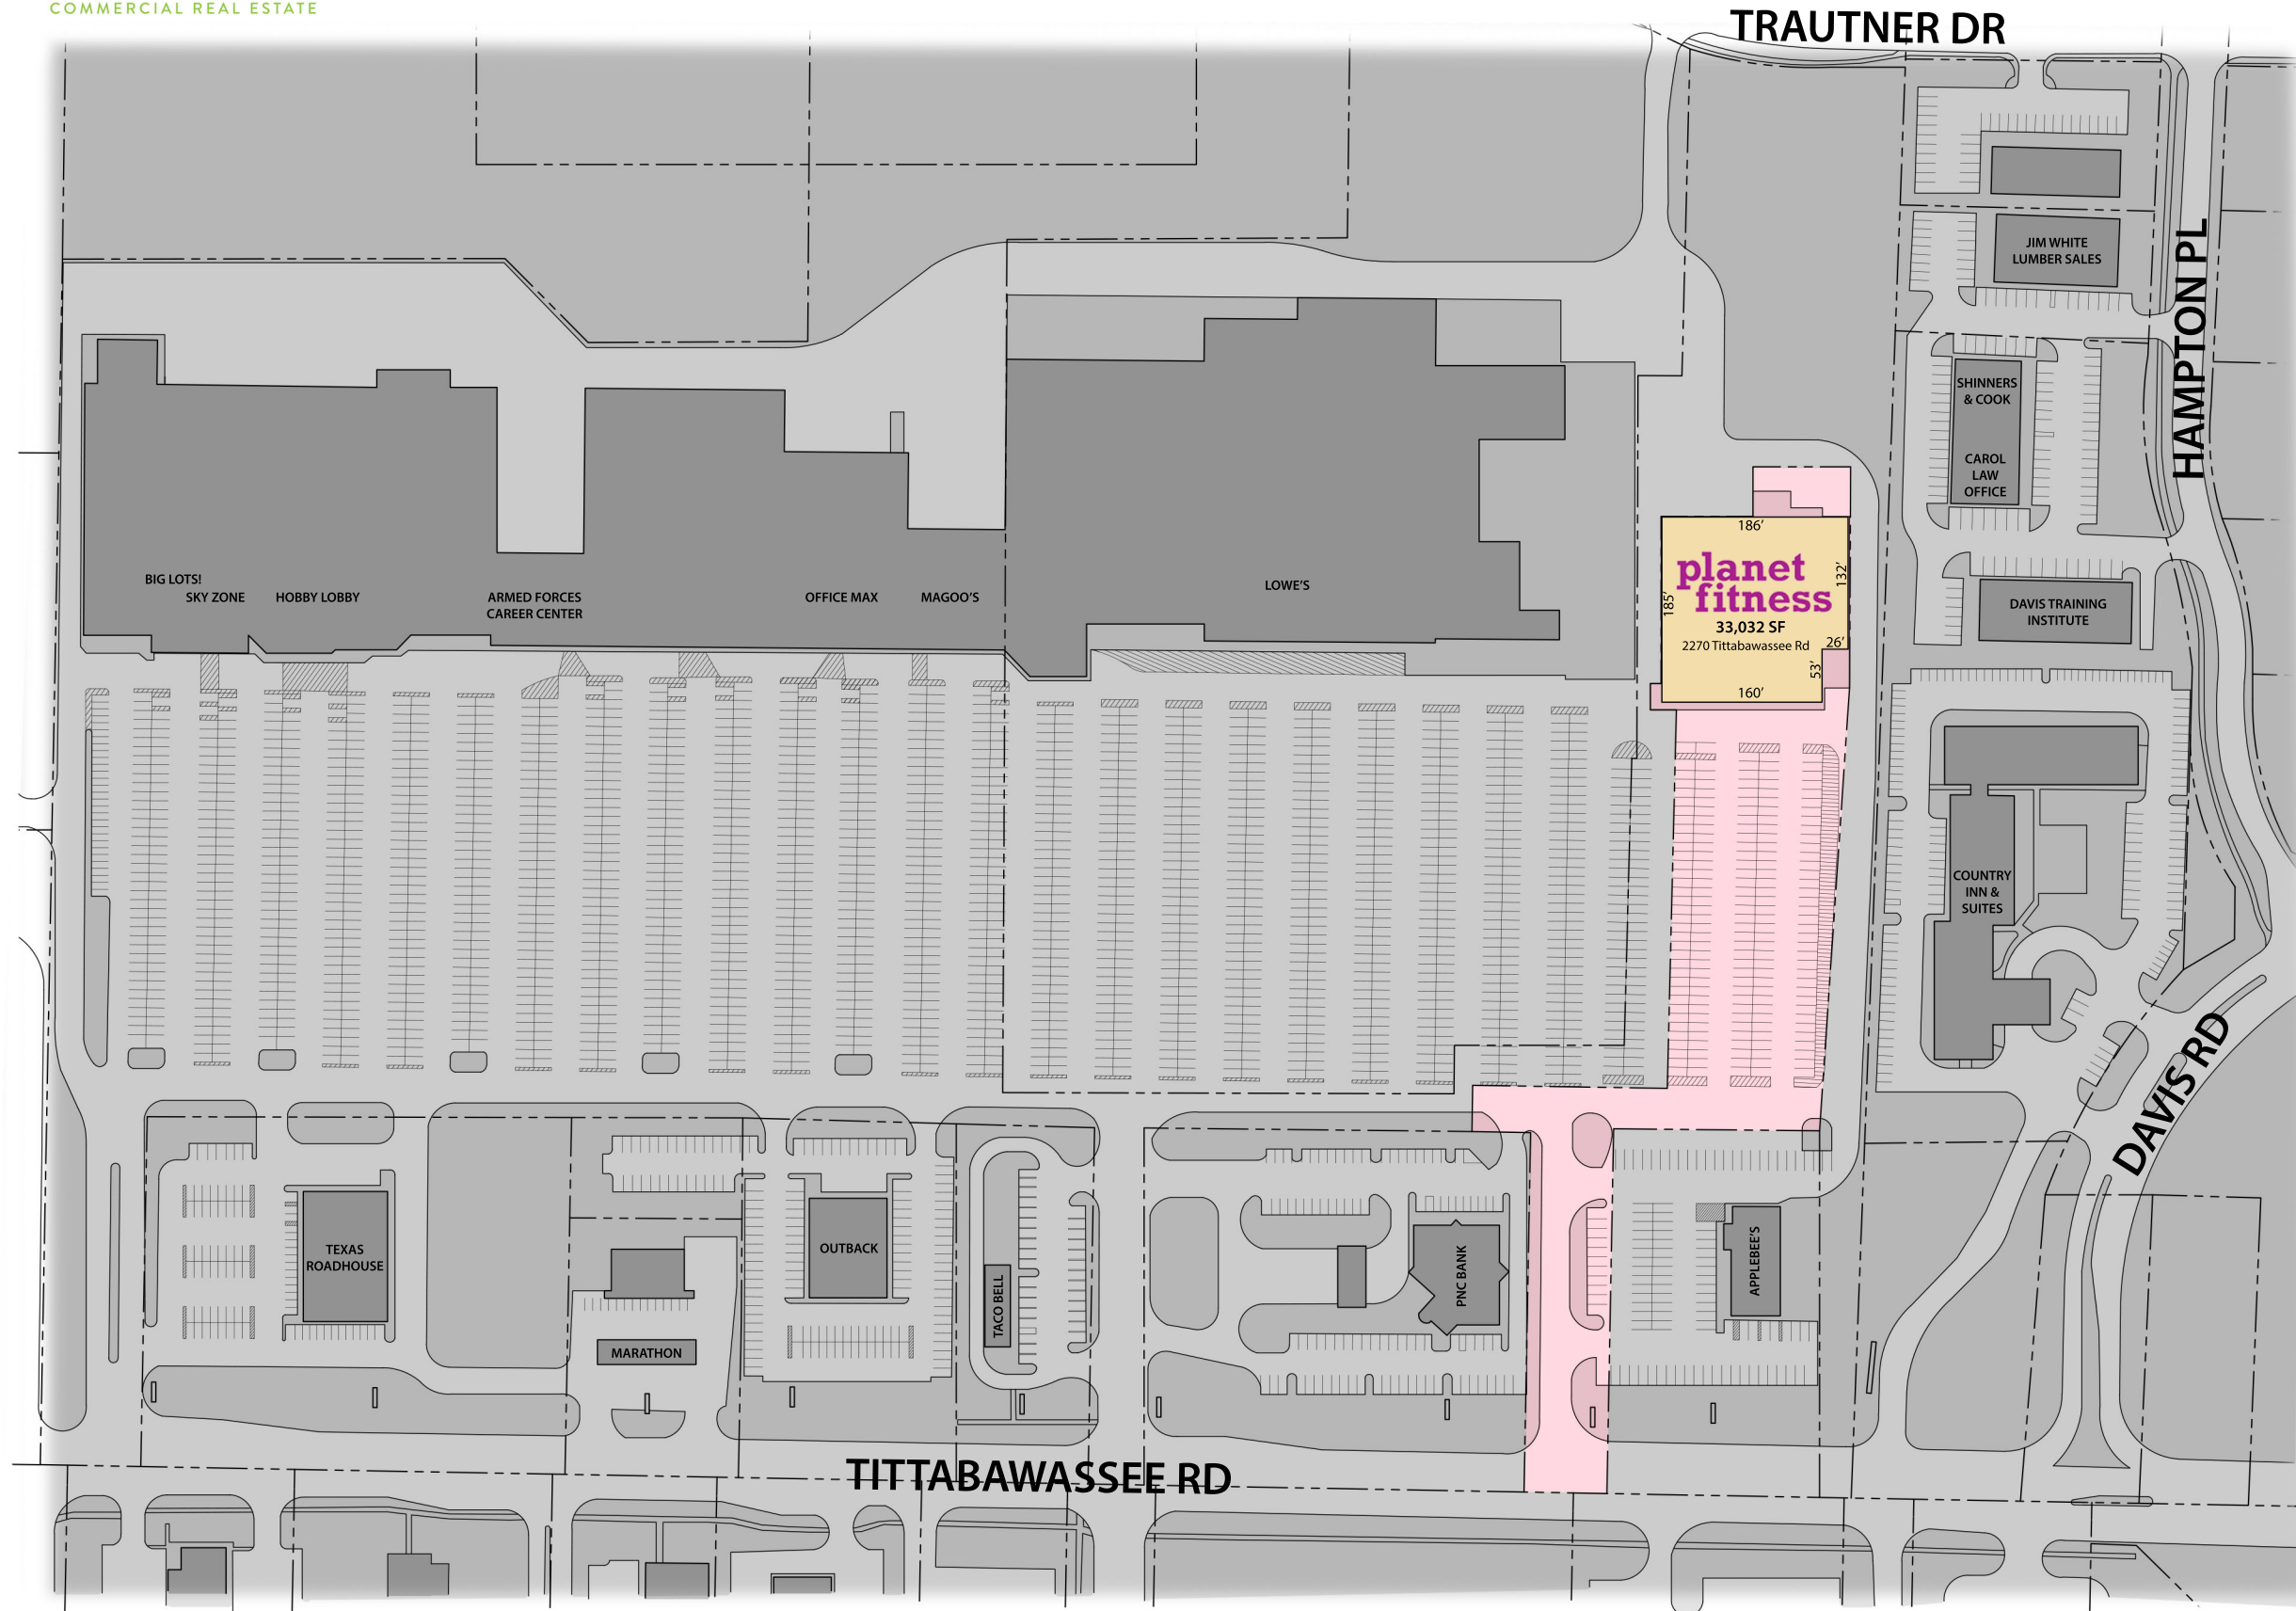 COMMERCIAL REAL ESTATE
TRAUTNER DR
JIM WHITE
LUMBER SALES
HAMPTON PL
SHINNERS
& COOK
CAROL
LAW
OFFICE
186’
planet
fitness
132’
185’
33,032 SF
2270 Tittabawassee Rd
26’
53’
160’
BIG LOTS!
SKY ZONE
HOBBY LOBBY
ARMED FORCES
CAREER CENTER
OFFICE MAX
MAGOO’S
LOWE’S
DAVIS TRAINING
INSTITUTE
COUNTRY
INN &
SUITES
DAVIS RD
TEXAS
ROADHOUSE
MARATHON
OUTBACK
TACO BELL
PNC BANK
APPLEBEE’S
TITTABAWASSEE RD